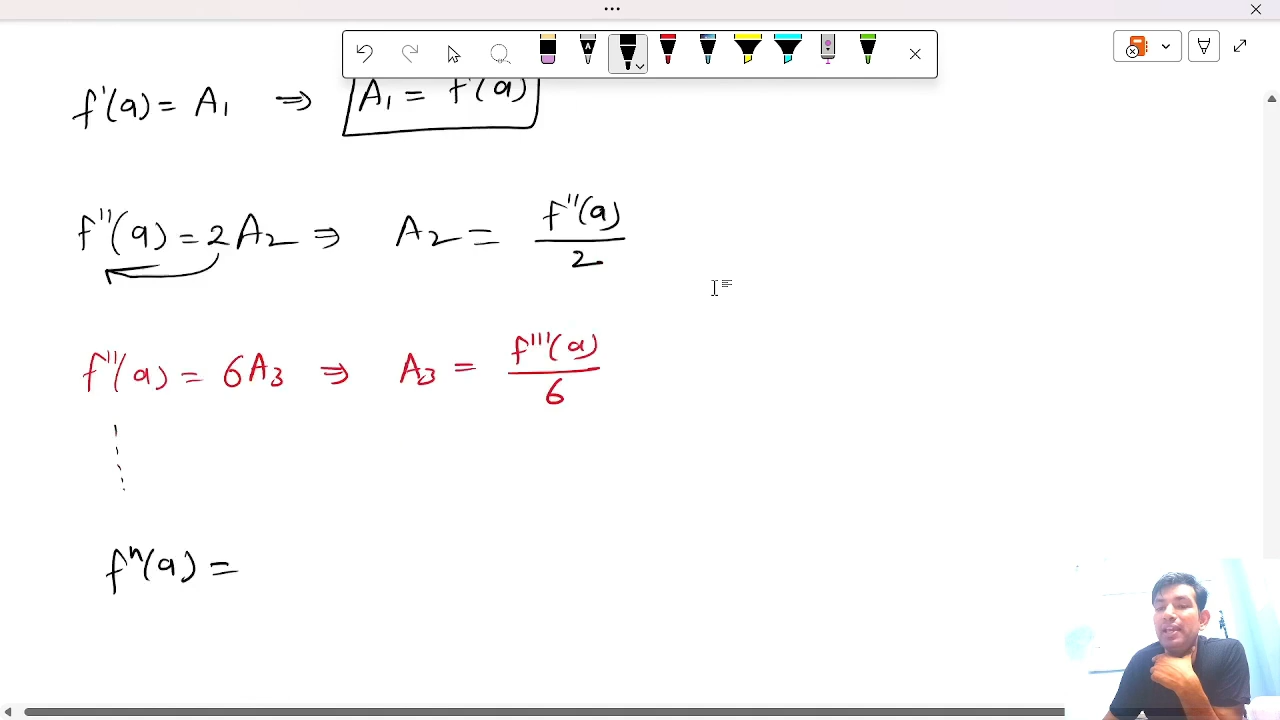 f'(a) = A₁ ⇒ A₁ = f'(a)
f''(a) = 2A₂ ⇒ A₂ = f''(a)/2
f''(a) = 6A₃ ⇒ A₃ = f'''(a)/6
fⁿ(a) =